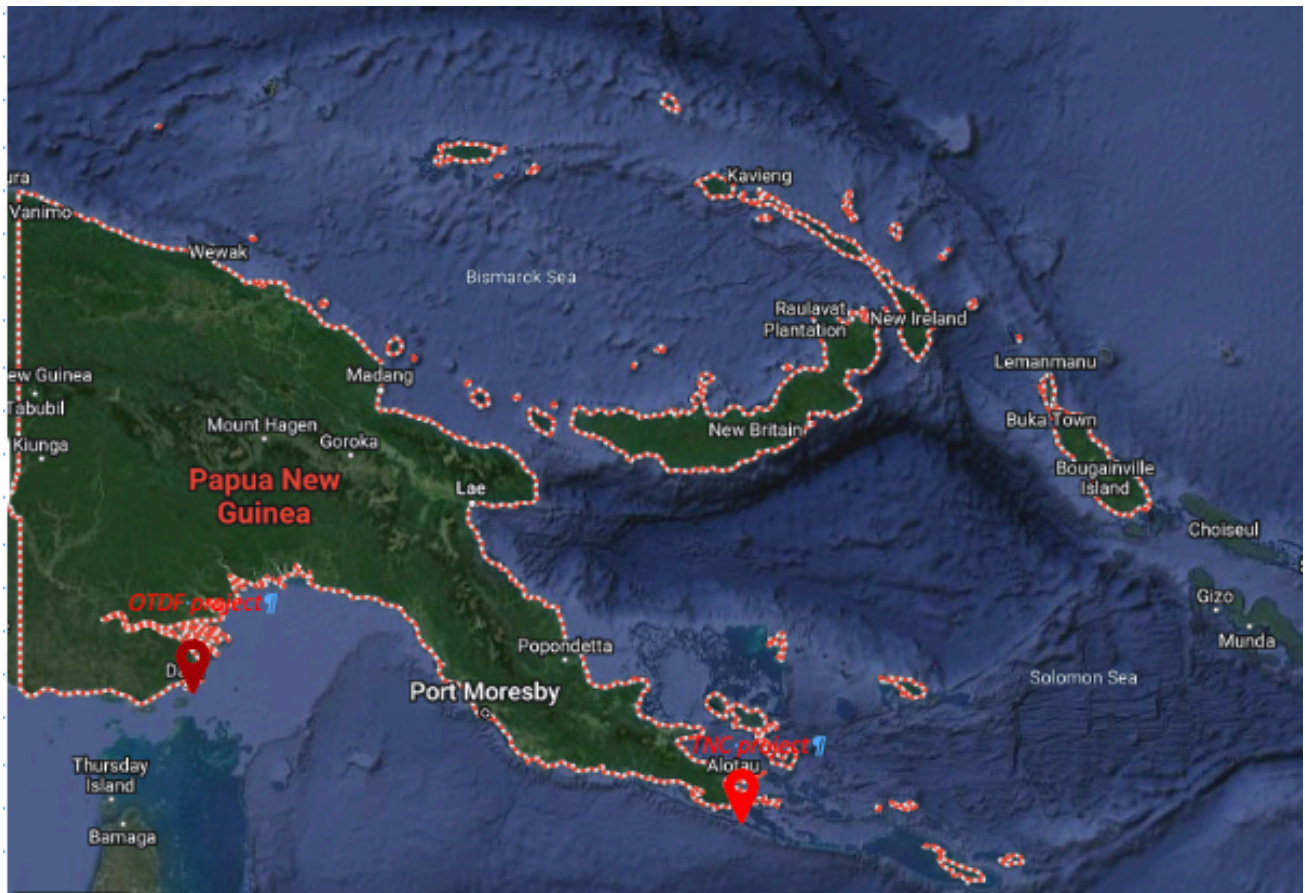 Kavieng
ura
Vanimo
Wewak
Bismarck Sea
Raulavat
Plantation
New Ireland
Lemanmanu
ew Guinea
Madang
Tabubil
Mount Hagen
Buka Town
Kiunga
Goroka
New Britain
Bougainville
Island
Papua New
Guinea
Lae
Choiseul
OTDF project¶
Gizo
Munda
Popondetta
Solomon Sea
Port Moresby
TNC project¶
Alotau
Thursday
Island
Bamaga